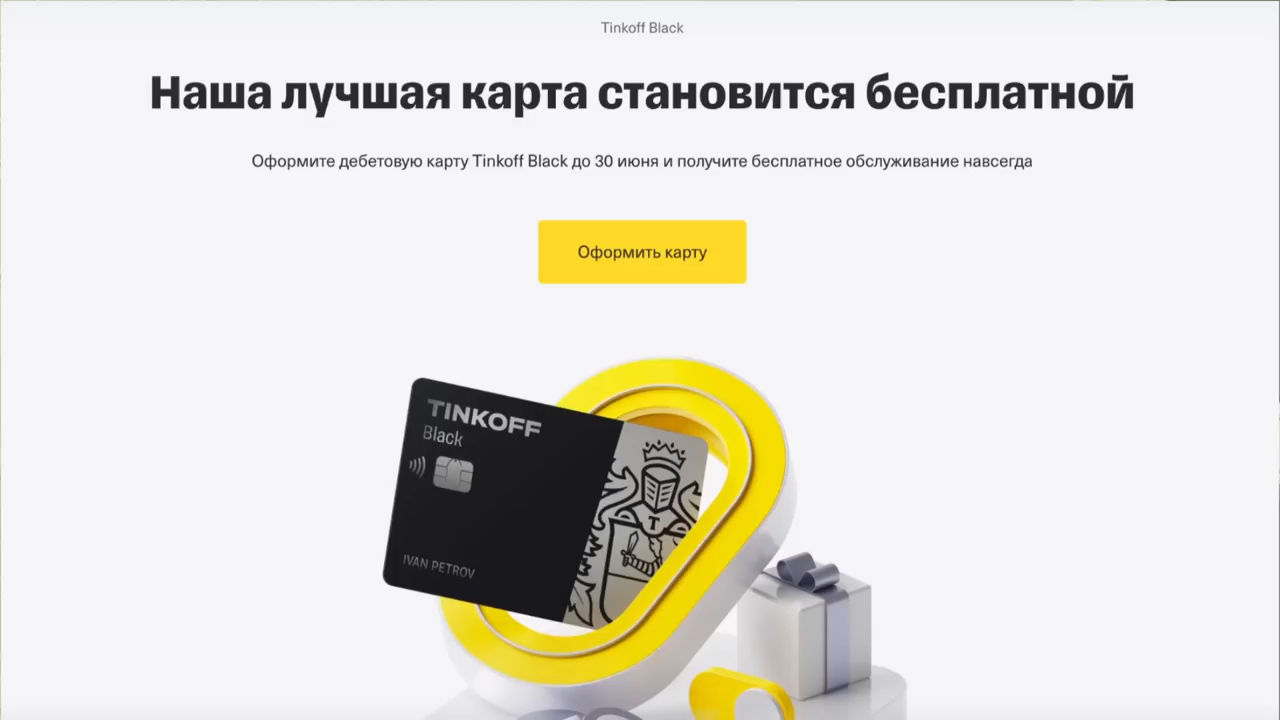 Tinkoff Black
Наша лучшая карта становится бесплатной
Оформите дебетовую карту Tinkoff Black до 30 июня и получите бесплатное обслуживание навсегда
Оформить карту
TINKOFF
Black
T
IVAN PETROV